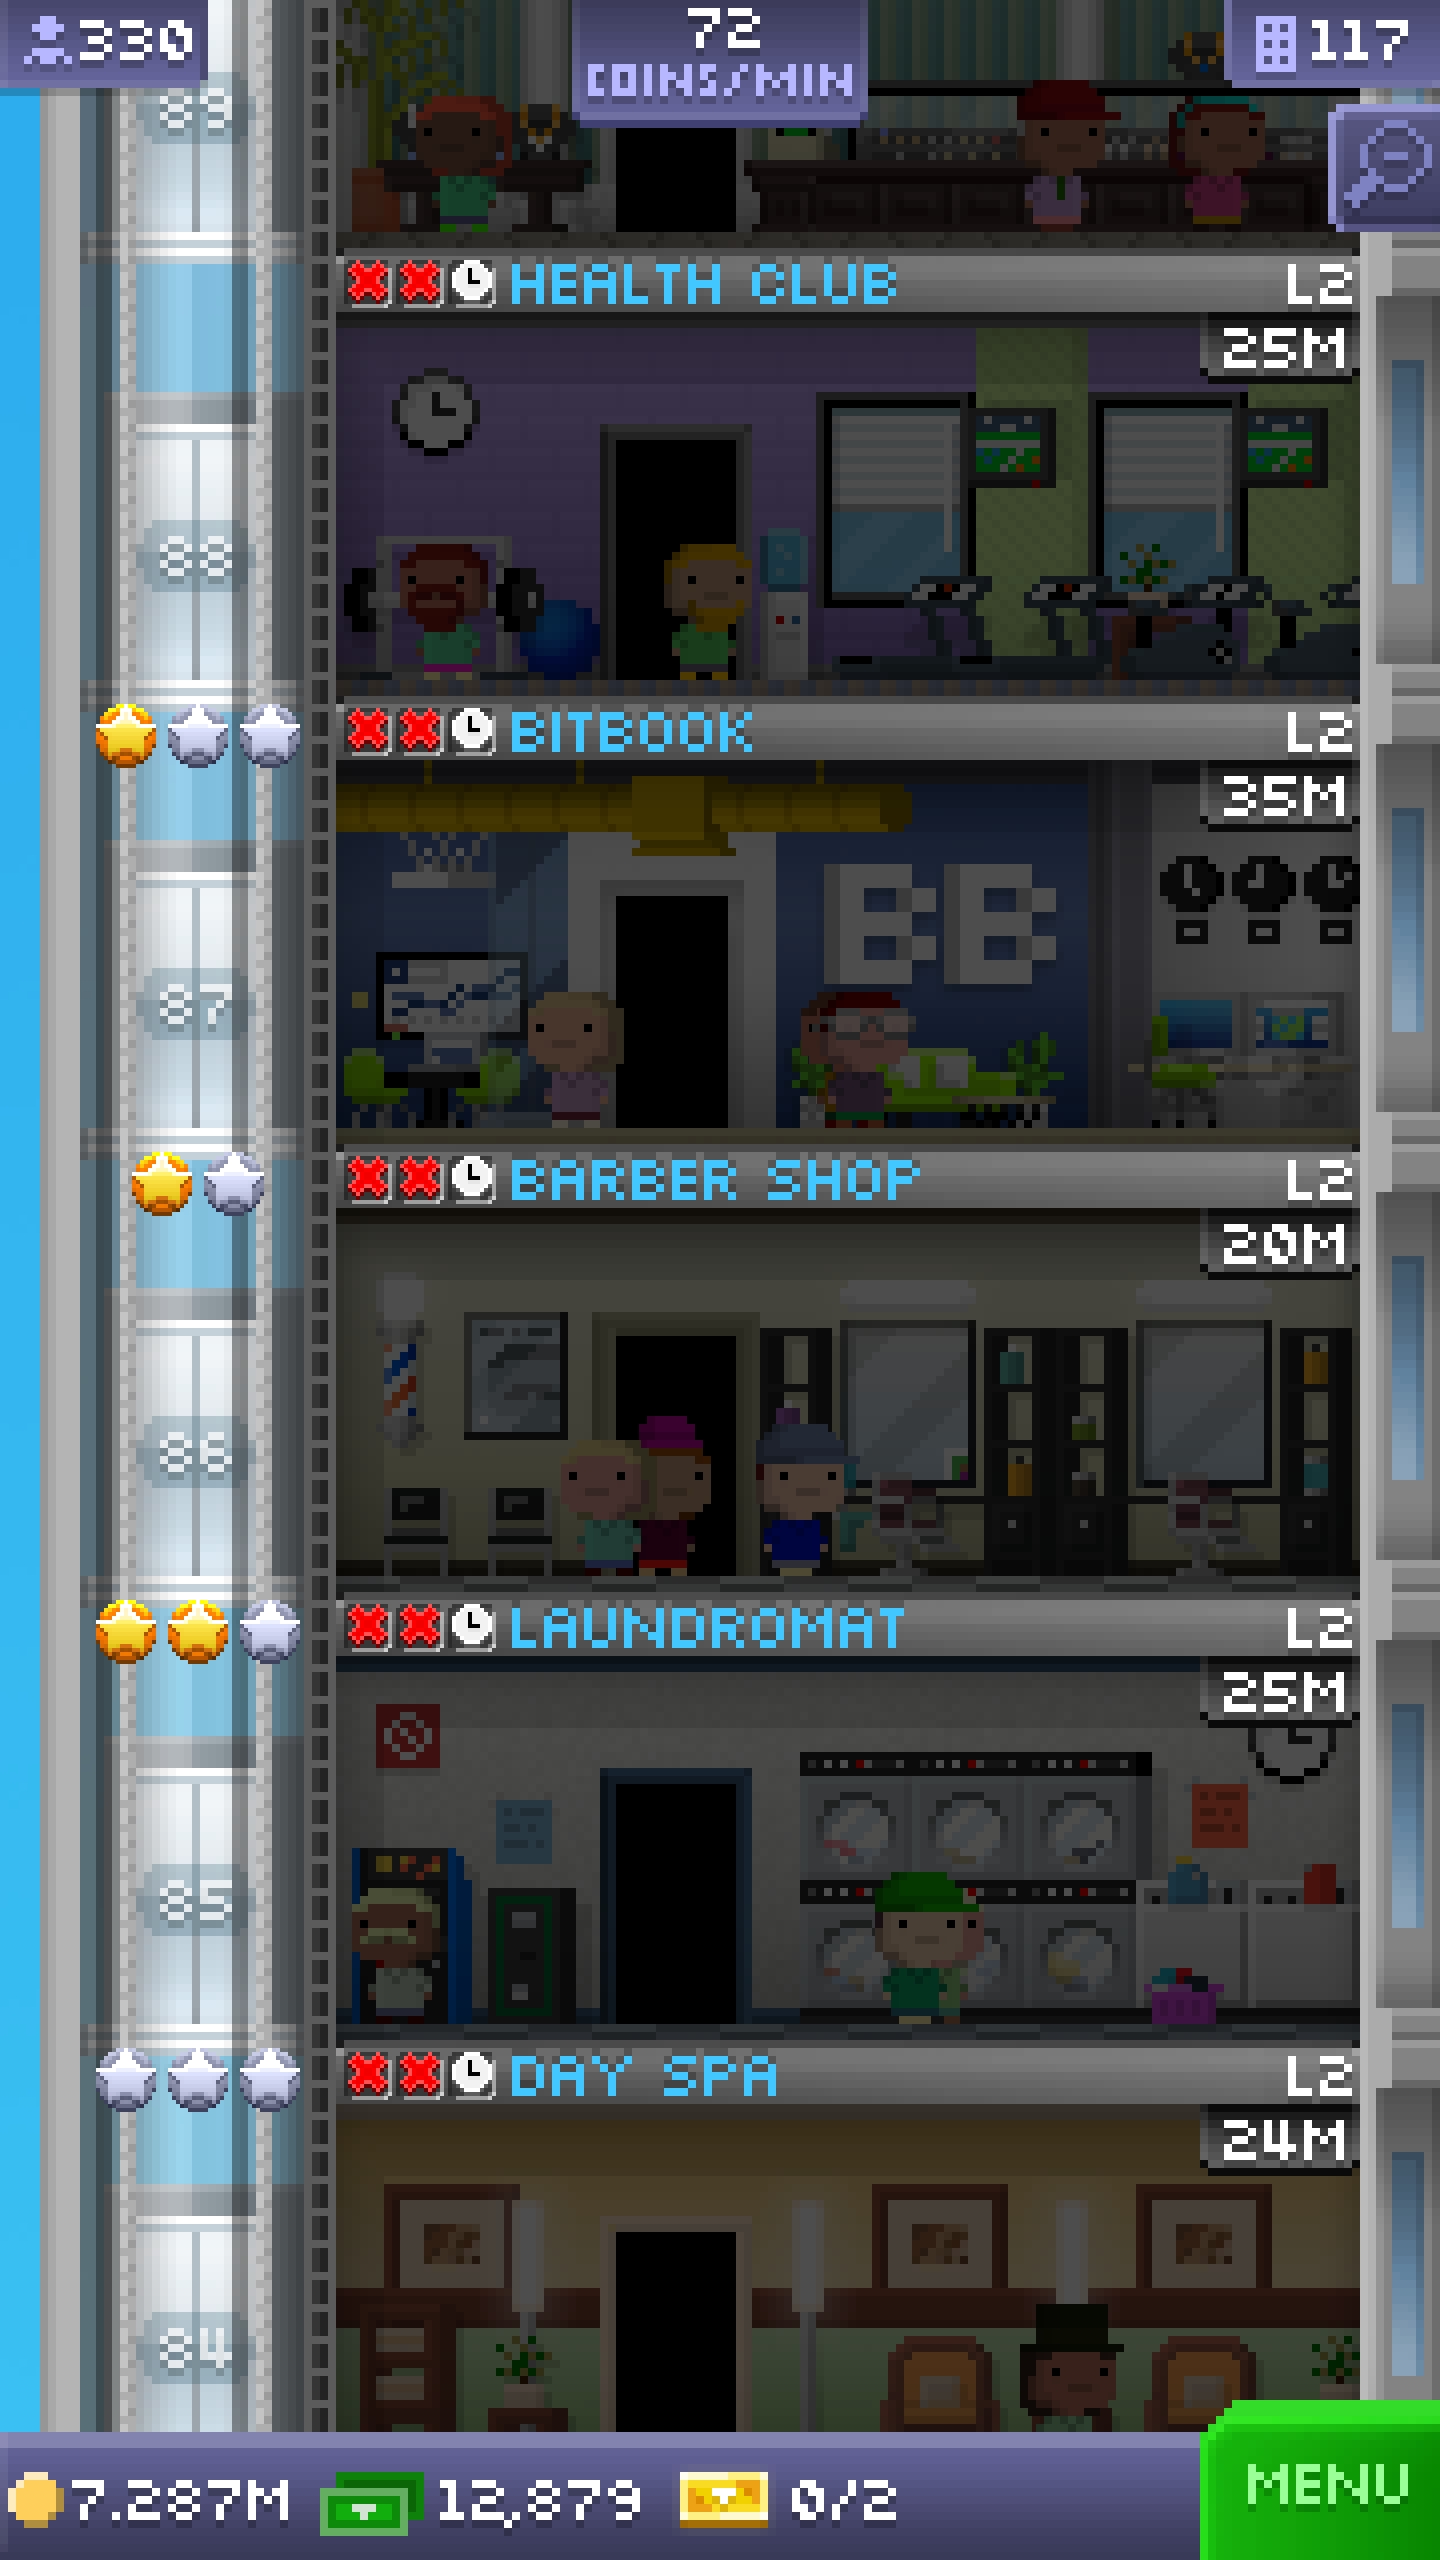 330
72
COINS/MIN
117
89
HEALTH CLUB
L2
25M
88
BITBOOK
L2
35M
BB
87
BARBER SHOP
L2
20M
86
LAUNDROMAT
L2
25M
85
DAY SPA
L2
24M
84
7.287M
12,879
0/2
MENU